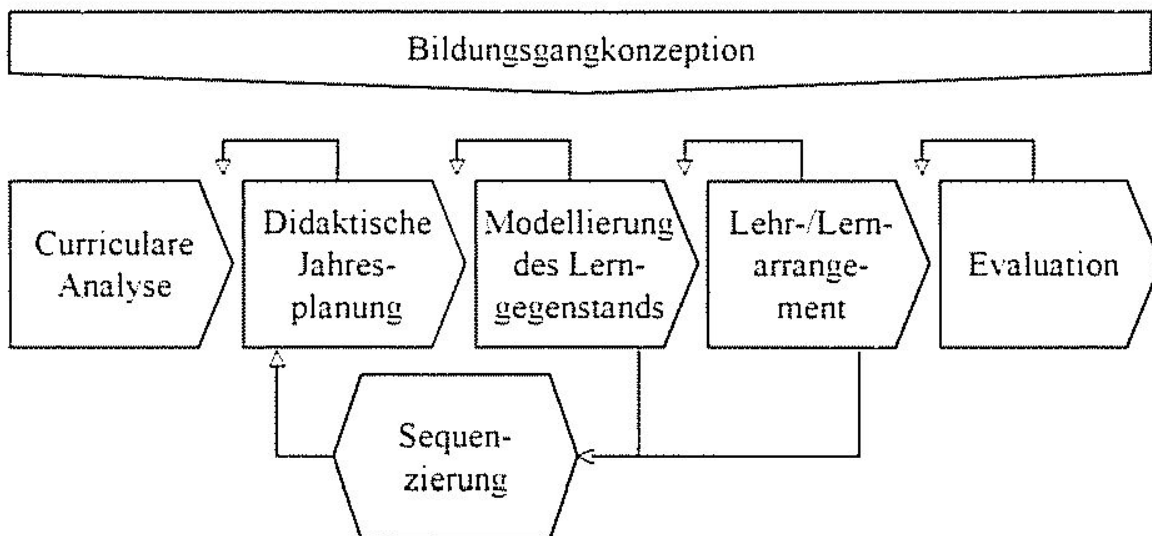 Bildungsgangkonzeption
Curriculare
Analyse
Didaktische
Jahres-
planung
Modellierung
des Lern-
gegenstands
Lehr-/Lern-
arrange-
ment
Evaluation
Sequen-
zierung